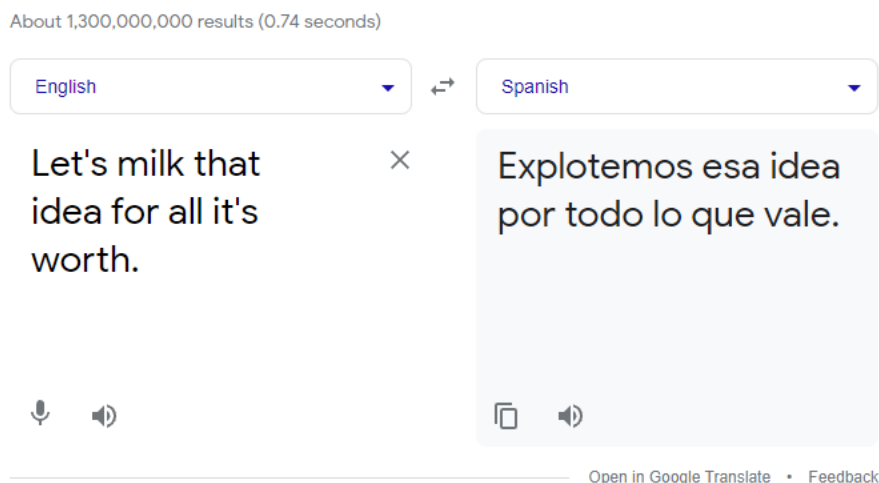 About 1,300,000,000 results (0.74 seconds)
English
Spanish
Let's milk that
idea for all it's
worth.
Explotemos esa idea
por todo lo que vale.
Open in Google Translate • Feedback